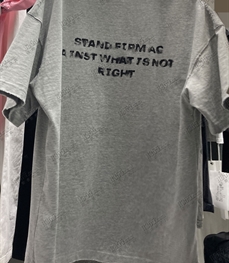 STAND FIRM AG
AINST WHAT IS NOT
RIGHT